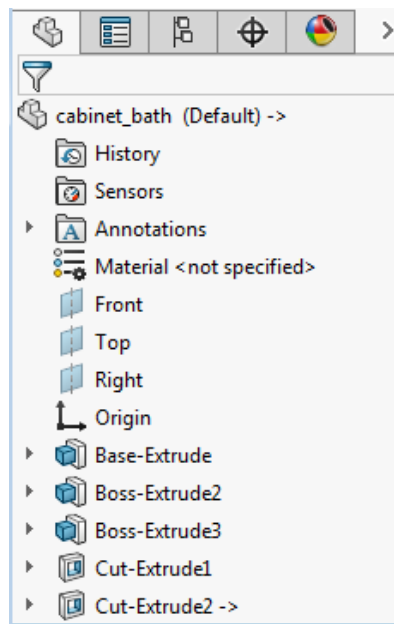 cabinet_bath (Default) ->
History
Sensors
Annotations
Material <not specified>
Front
Top
Right
Origin
Base-Extrude
Boss-Extrude2
Boss-Extrude3
Cut-Extrude1
Cut-Extrude2 ->